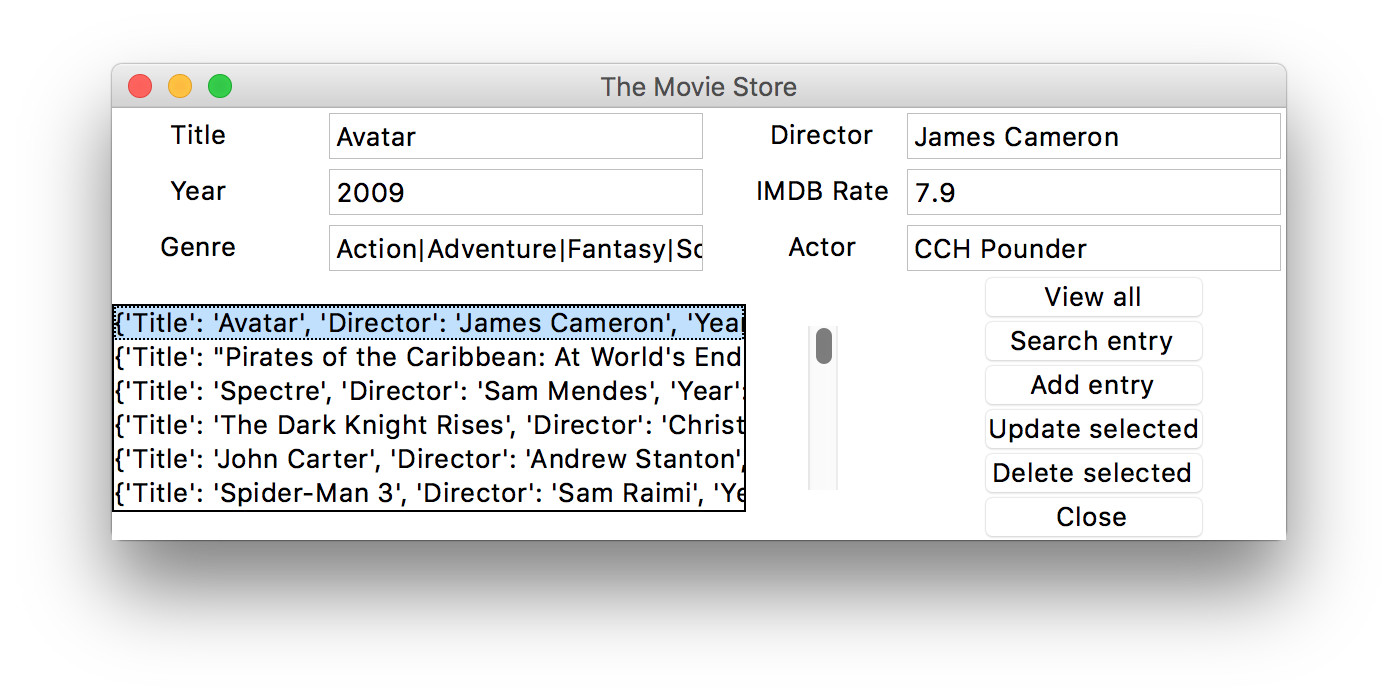 The Movie Store
Title Avatar Director James Cameron
Year 2009 IMDB Rate 7.9
Genre Action|Adventure|Fantasy|Sc Actor CCH Pounder
{'Title': 'Avatar', 'Director': 'James Cameron', 'Year
{'Title': "Pirates of the Caribbean: At World's End
{'Title': 'Spectre', 'Director': 'Sam Mendes', 'Year':
{'Title': 'The Dark Knight Rises', 'Director': 'Christ
{'Title': 'John Carter', 'Director': 'Andrew Stanton',
{'Title': 'Spider-Man 3', 'Director': 'Sam Raimi', 'Ye
View all
Search entry
Add entry
Update selected
Delete selected
Close